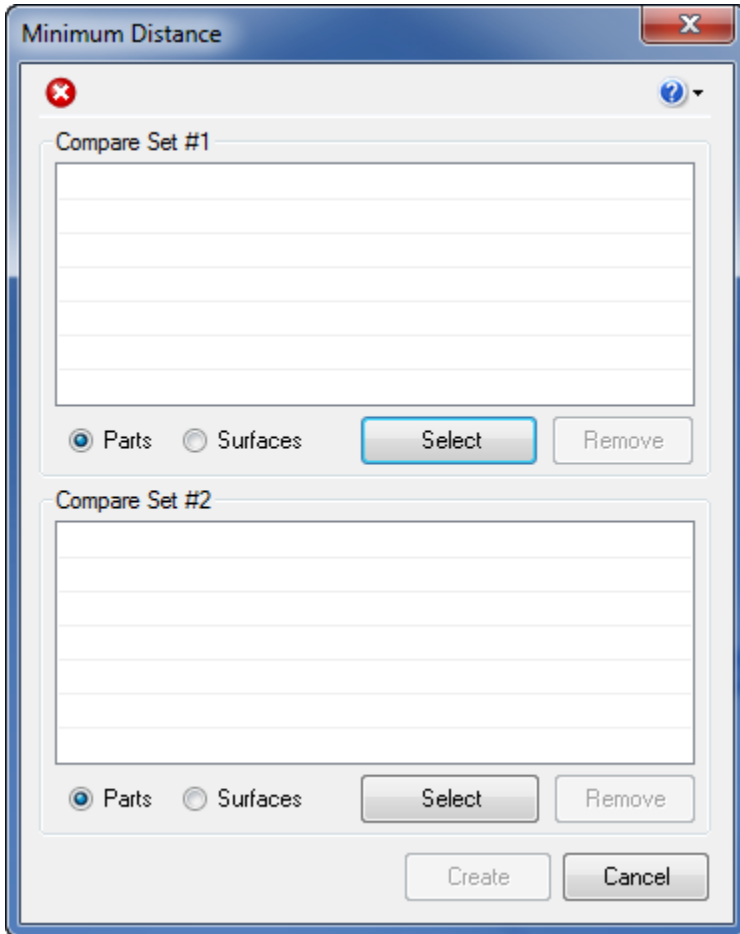 Minimum Distance
Compare Set #1
Parts Surfaces Select Remove
Compare Set #2
Parts Surfaces Select Remove
Create Cancel